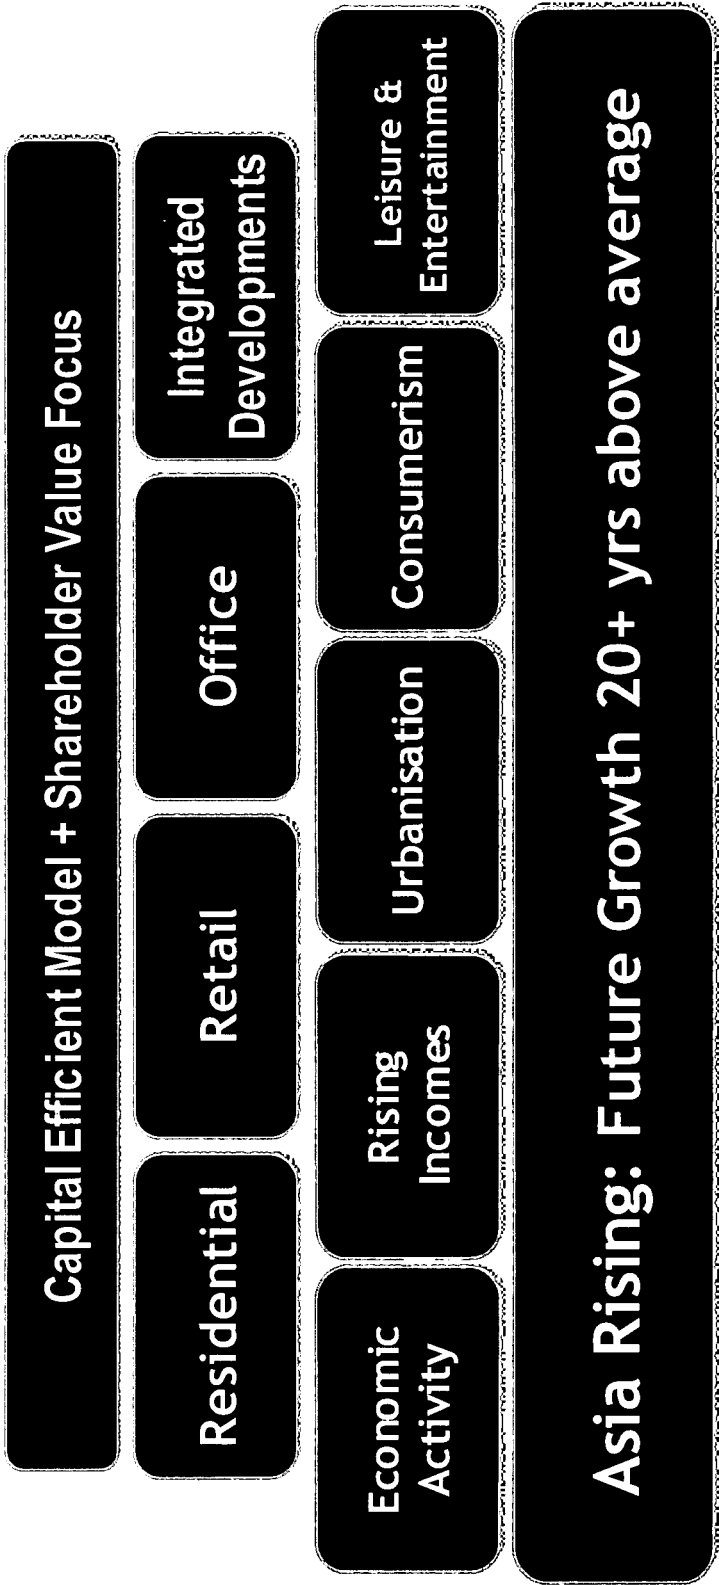 Capital Efficient Model + Shareholder Value Focus
Residential
Retail
Office
Integrated
Developments
Economic
Activity
Rising
Incomes
Urbanisation
Consumerism
Leisure &
Entertainment
Asia Rising: Future Growth 20+ yrs above average